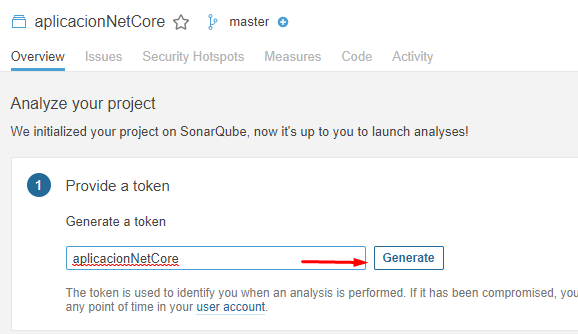 aplicacionNetCore master
Overview Issues Security Hotspots Measures Code Activity
Analyze your project
We initialized your project on SonarQube, now it's up to you to launch analyses!
1 Provide a token
Generate a token
aplicacionNetCore Generate
The token is used to identify you when an analysis is performed. If it has been compromised, you
any point of time in your user account.